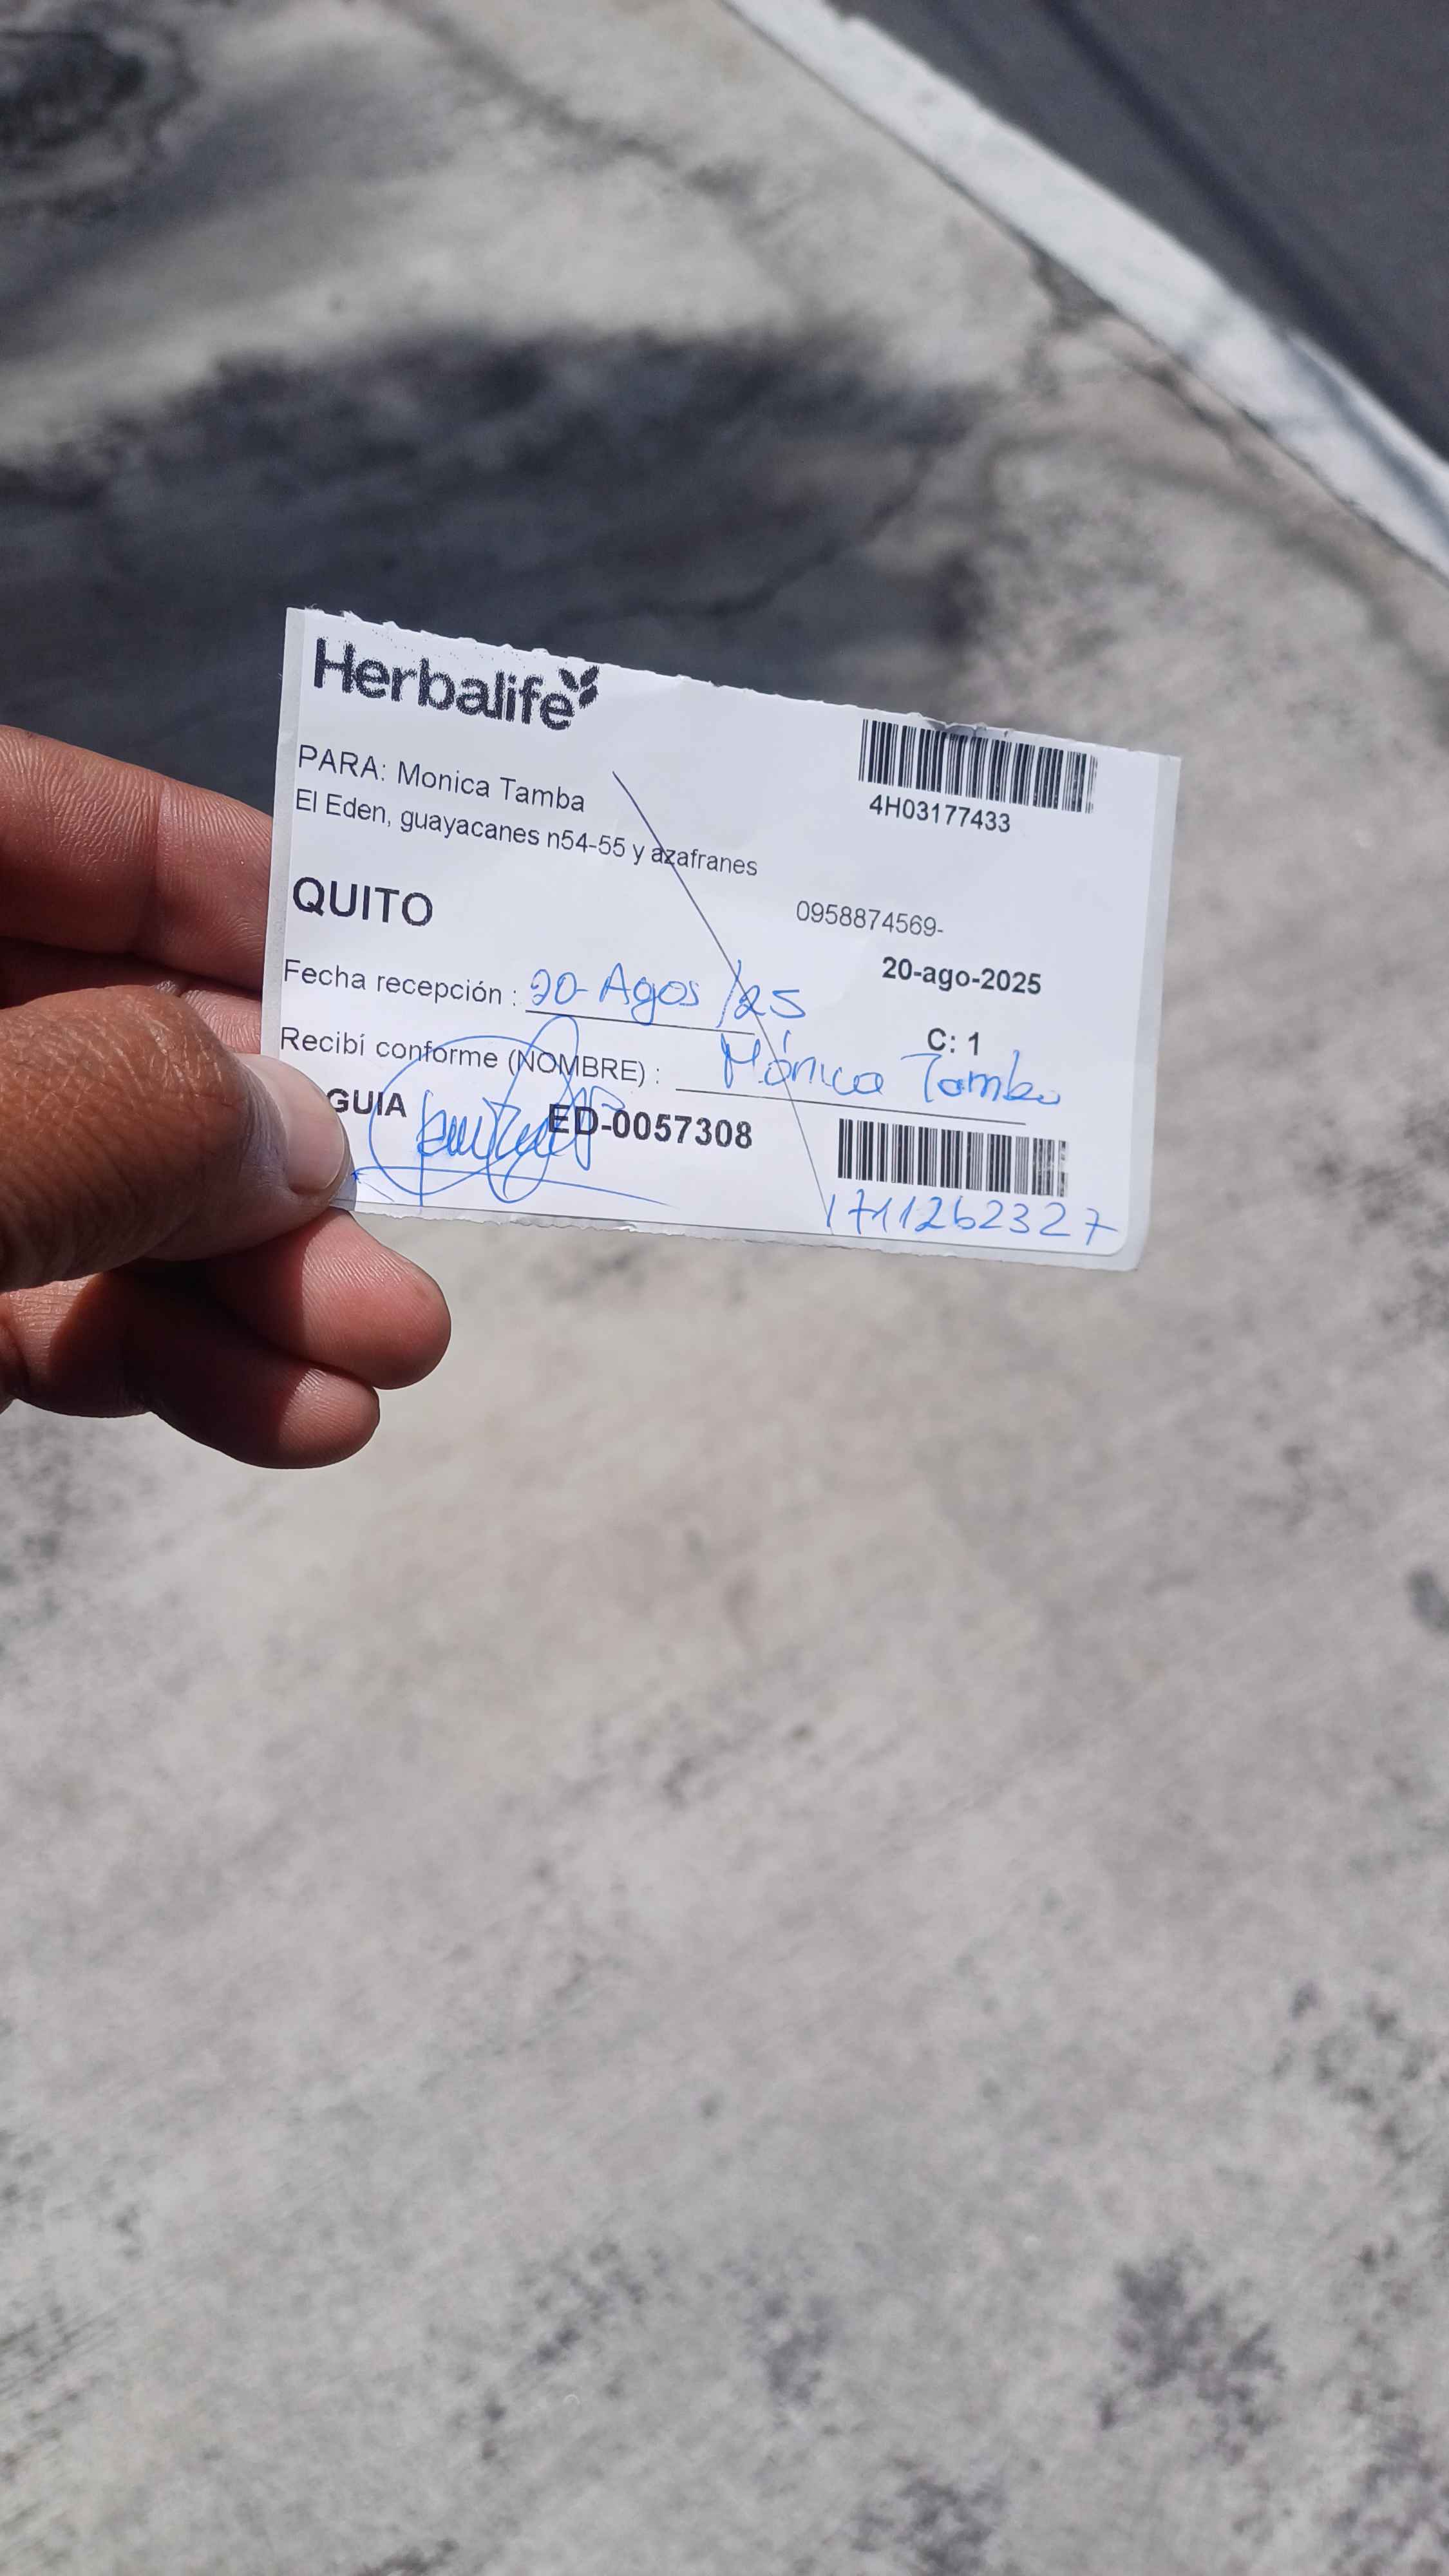 Herbalife
4H03177433
PARA: Monica Tamba
El Eden, guayacanes n54-55 y azafranes
0958874569-
QUITO
20-ago-2025
Fecha recepción : 20 Agos /25
C: 1
Recibí conforme (NOMBRE) : Mónica Tamba
GUIA ED-0057308
1711262327